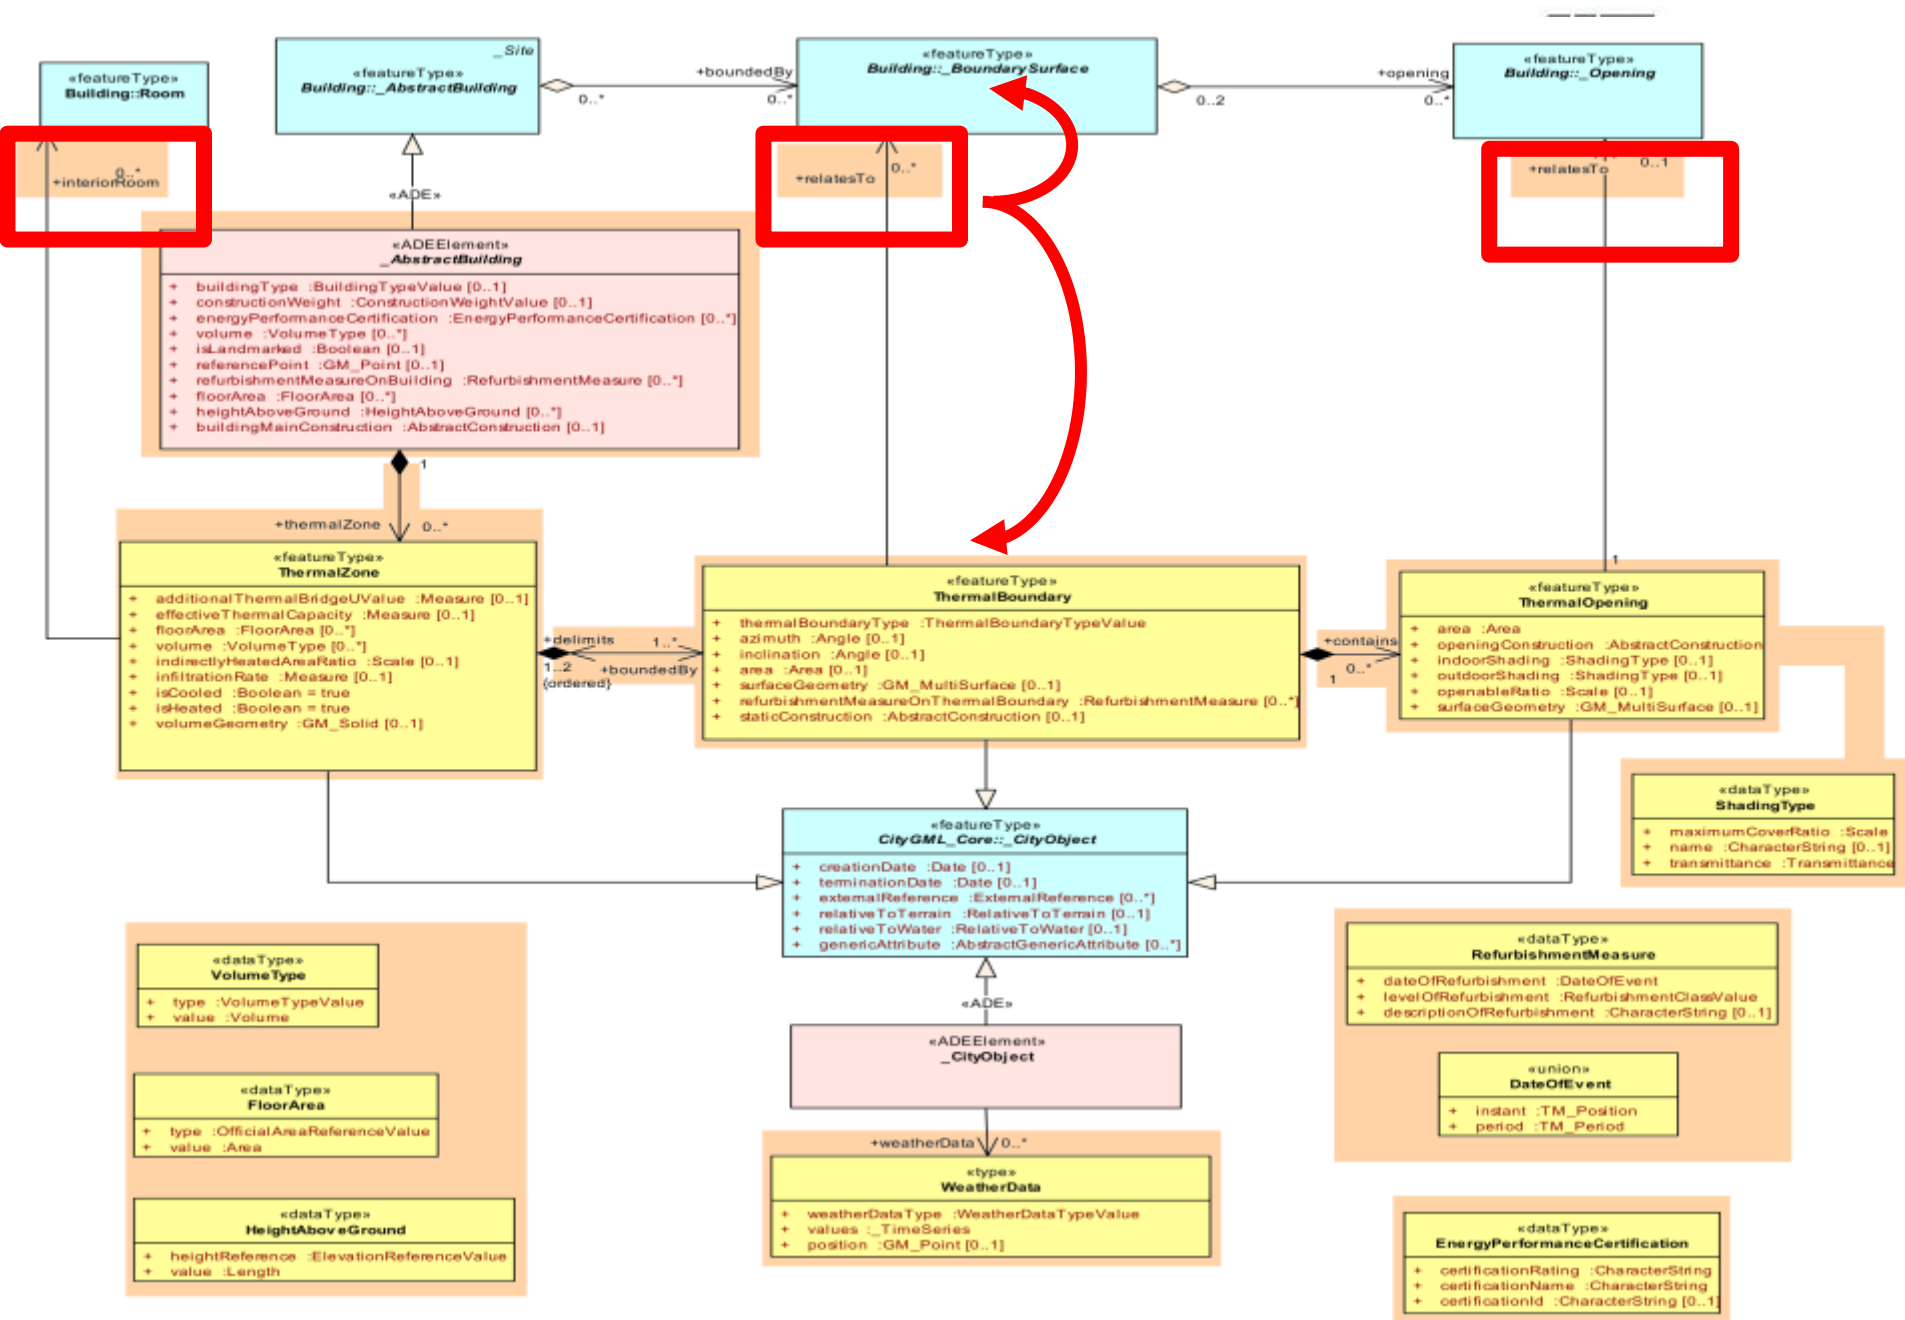 «featureType»
Building::Room
_Site
«featureType»
Building::_AbstractBuilding
+boundedBy
0..*
0..*
«featureType»
Building::_BoundarySurface
+opening
0..2
0..*
«featureType»
Building::_Opening
0..*
+interiorRoom
«ADE»
+relatesTo
0..*
+relatesTo
0..1
«ADEElement»
_AbstractBuilding
+ buildingType :BuildingTypeValue [0..1]
+ constructionWeight :ConstructionWeightValue [0..1]
+ energyPerformanceCertification :EnergyPerformanceCertification [0..*]
+ volume :VolumeType [0..*]
+ isLandmarked :Boolean [0..1]
+ referencePoint :GM_Point [0..1]
+ refurbishmentMeasureOnBuilding :RefurbishmentMeasure [0..*]
+ floorArea :FloorArea [0..*]
+ heightAboveGround :HeightAboveGround [0..*]
+ buildingMainConstruction :AbstractConstruction [0..1]
1
+thermalZone
0..*
«featureType»
ThermalZone
+ additionalThermalBridgeUValue :Measure [0..1]
+ effectiveThermalCapacity :Measure [0..1]
+ floorArea :FloorArea [0..*]
+ volume :VolumeType [0..*]
+ indirectlyHeatedAreaRatio :Scale [0..1]
+ infiltrationRate :Measure [0..1]
+ isCooled :Boolean = true
+ isHeated :Boolean = true
+ volumeGeometry :GM_Solid [0..1]
+delimits
1..*
1..2
+boundedBy
{ordered}
«featureType»
ThermalBoundary
+ thermalBoundaryType :ThermalBoundaryTypeValue
+ azimuth :Angle [0..1]
+ inclination :Angle [0..1]
+ area :Area [0..1]
+ surfaceGeometry :GM_MultiSurface [0..1]
+ refurbishmentMeasureOnThermalBoundary :RefurbishmentMeasure [0..*]
+ staticConstruction :AbstractConstruction [0..1]
+contains
0..*
1
1
«featureType»
ThermalOpening
+ area :Area
+ openingConstruction :AbstractConstruction
+ indoorShading :ShadingType [0..1]
+ outdoorShading :ShadingType [0..1]
+ openableRatio :Scale [0..1]
+ surfaceGeometry :GM_MultiSurface [0..1]
«dataType»
ShadingType
+ maximumCoverRatio :Scale
+ name :CharacterString [0..1]
+ transmittance :Transmittance
«featureType»
CityGML_Core::_CityObject
+ creationDate :Date [0..1]
+ terminationDate :Date [0..1]
+ externalReference :ExternalReference [0..*]
+ relativeToTerrain :RelativeToTerrain [0..1]
+ relativeToWater :RelativeToWater [0..1]
+ genericAttribute :AbstractGenericAttribute [0..*]
«ADE»
«ADEElement»
_CityObject
+weatherData
0..*
«type»
WeatherData
+ weatherDataType :WeatherDataTypeValue
+ values :_TimeSeries
+ position :GM_Point [0..1]
«dataType»
VolumeType
+ type :VolumeTypeValue
+ value :Volume
«dataType»
FloorArea
+ type :OfficialAreaReferenceValue
+ value :Area
«dataType»
HeightAboveGround
+ heightReference :ElevationReferenceValue
+ value :Length
«dataType»
RefurbishmentMeasure
+ dateOfRefurbishment :DateOfEvent
+ levelOfRefurbishment :RefurbishmentClassValue
+ descriptionOfRefurbishment :CharacterString [0..1]
«union»
DateOfEvent
+ instant :TM_Position
+ period :TM_Period
«dataType»
EnergyPerformanceCertification
+ certificationRating :CharacterString
+ certificationName :CharacterString
+ certificationId :CharacterString [0..1]